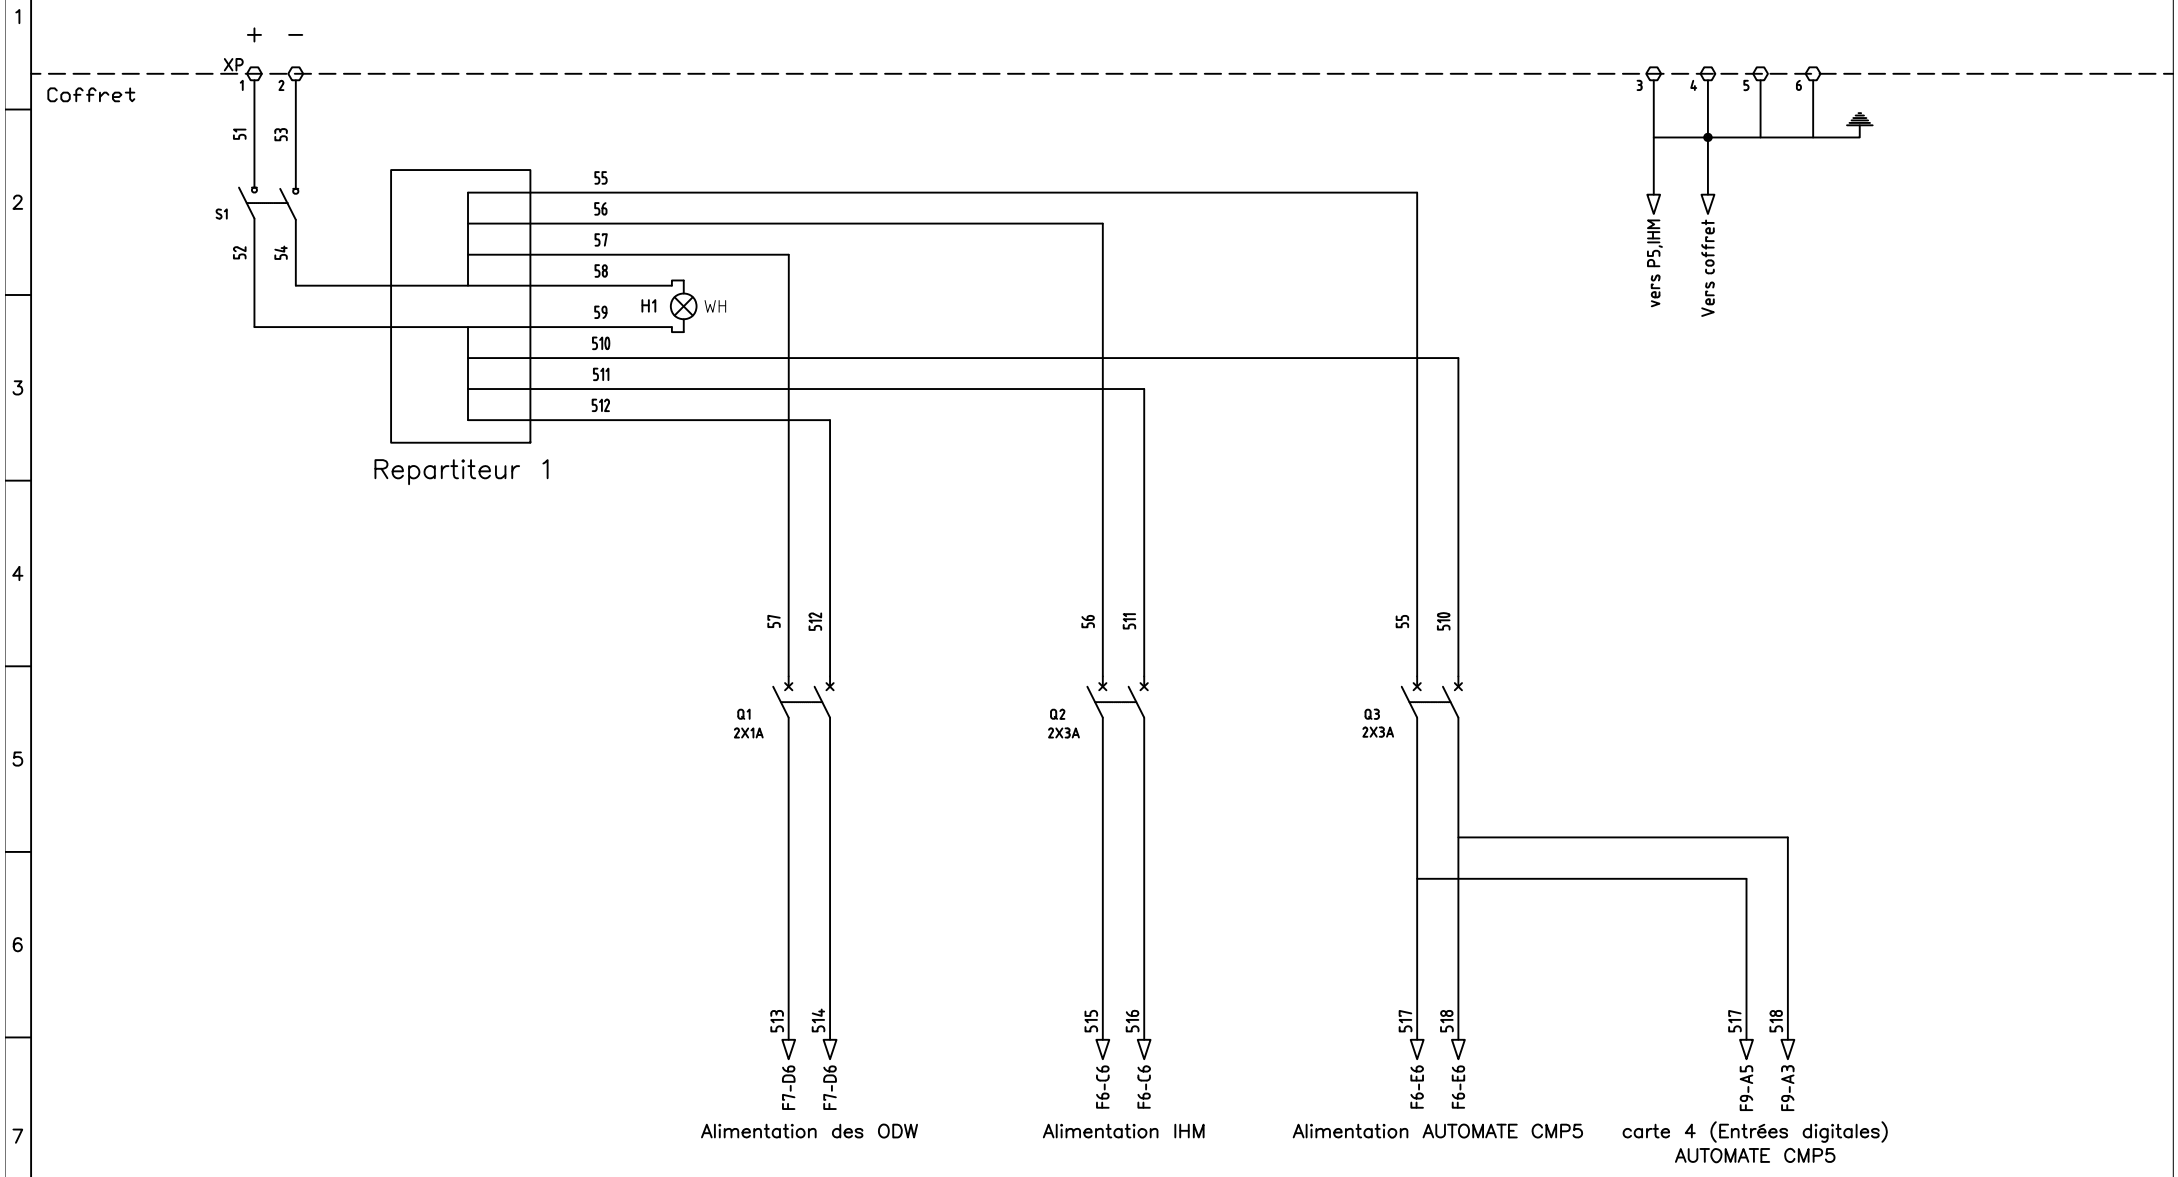 1
+ −
XP
1 2 3 4 5 6
Coffret
51 53
2
S1
52 54
55
56
57
58
H1 WH
59
510
511
512
vers P5,IHM
Vers coffret
3
Repartiteur 1
4
57 512 56 511 55 510
Q1
2X1A
Q2
2X3A
Q3
2X3A
5
6
513 514 515 516 517 518 517 518
F7-D6 F7-D6 F6-C6 F6-C6 F6-E6 F6-E6 F9-A5 F9-A3
7
Alimentation des ODW
Alimentation IHM
Alimentation AUTOMATE CMP5
carte 4 (Entrées digitales)
AUTOMATE CMP5